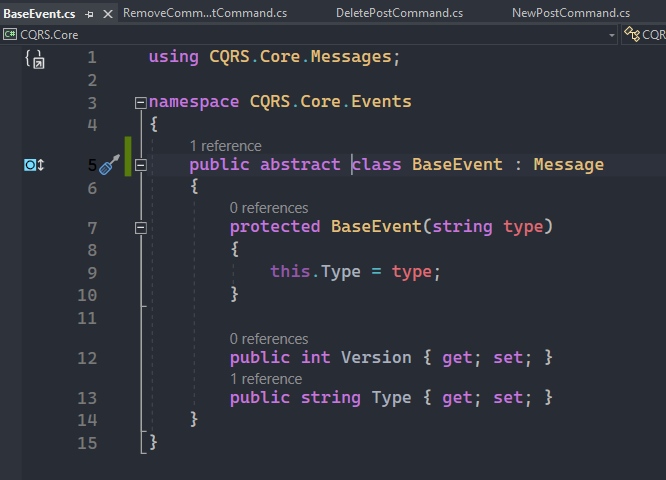 BaseEvent.cs RemoveComm...tCommand.cs DeletePostCommand.cs NewPostCommand.cs
C# CQRS.Core CQR
1 using CQRS.Core.Messages;
2
3 namespace CQRS.Core.Events
4 {
1 reference
5 public abstract class BaseEvent : Message
6 {
0 references
7 protected BaseEvent(string type)
8 {
9 this.Type = type;
10 }
11
0 references
12 public int Version { get; set; }
1 reference
13 public string Type { get; set; }
14 }
15 }